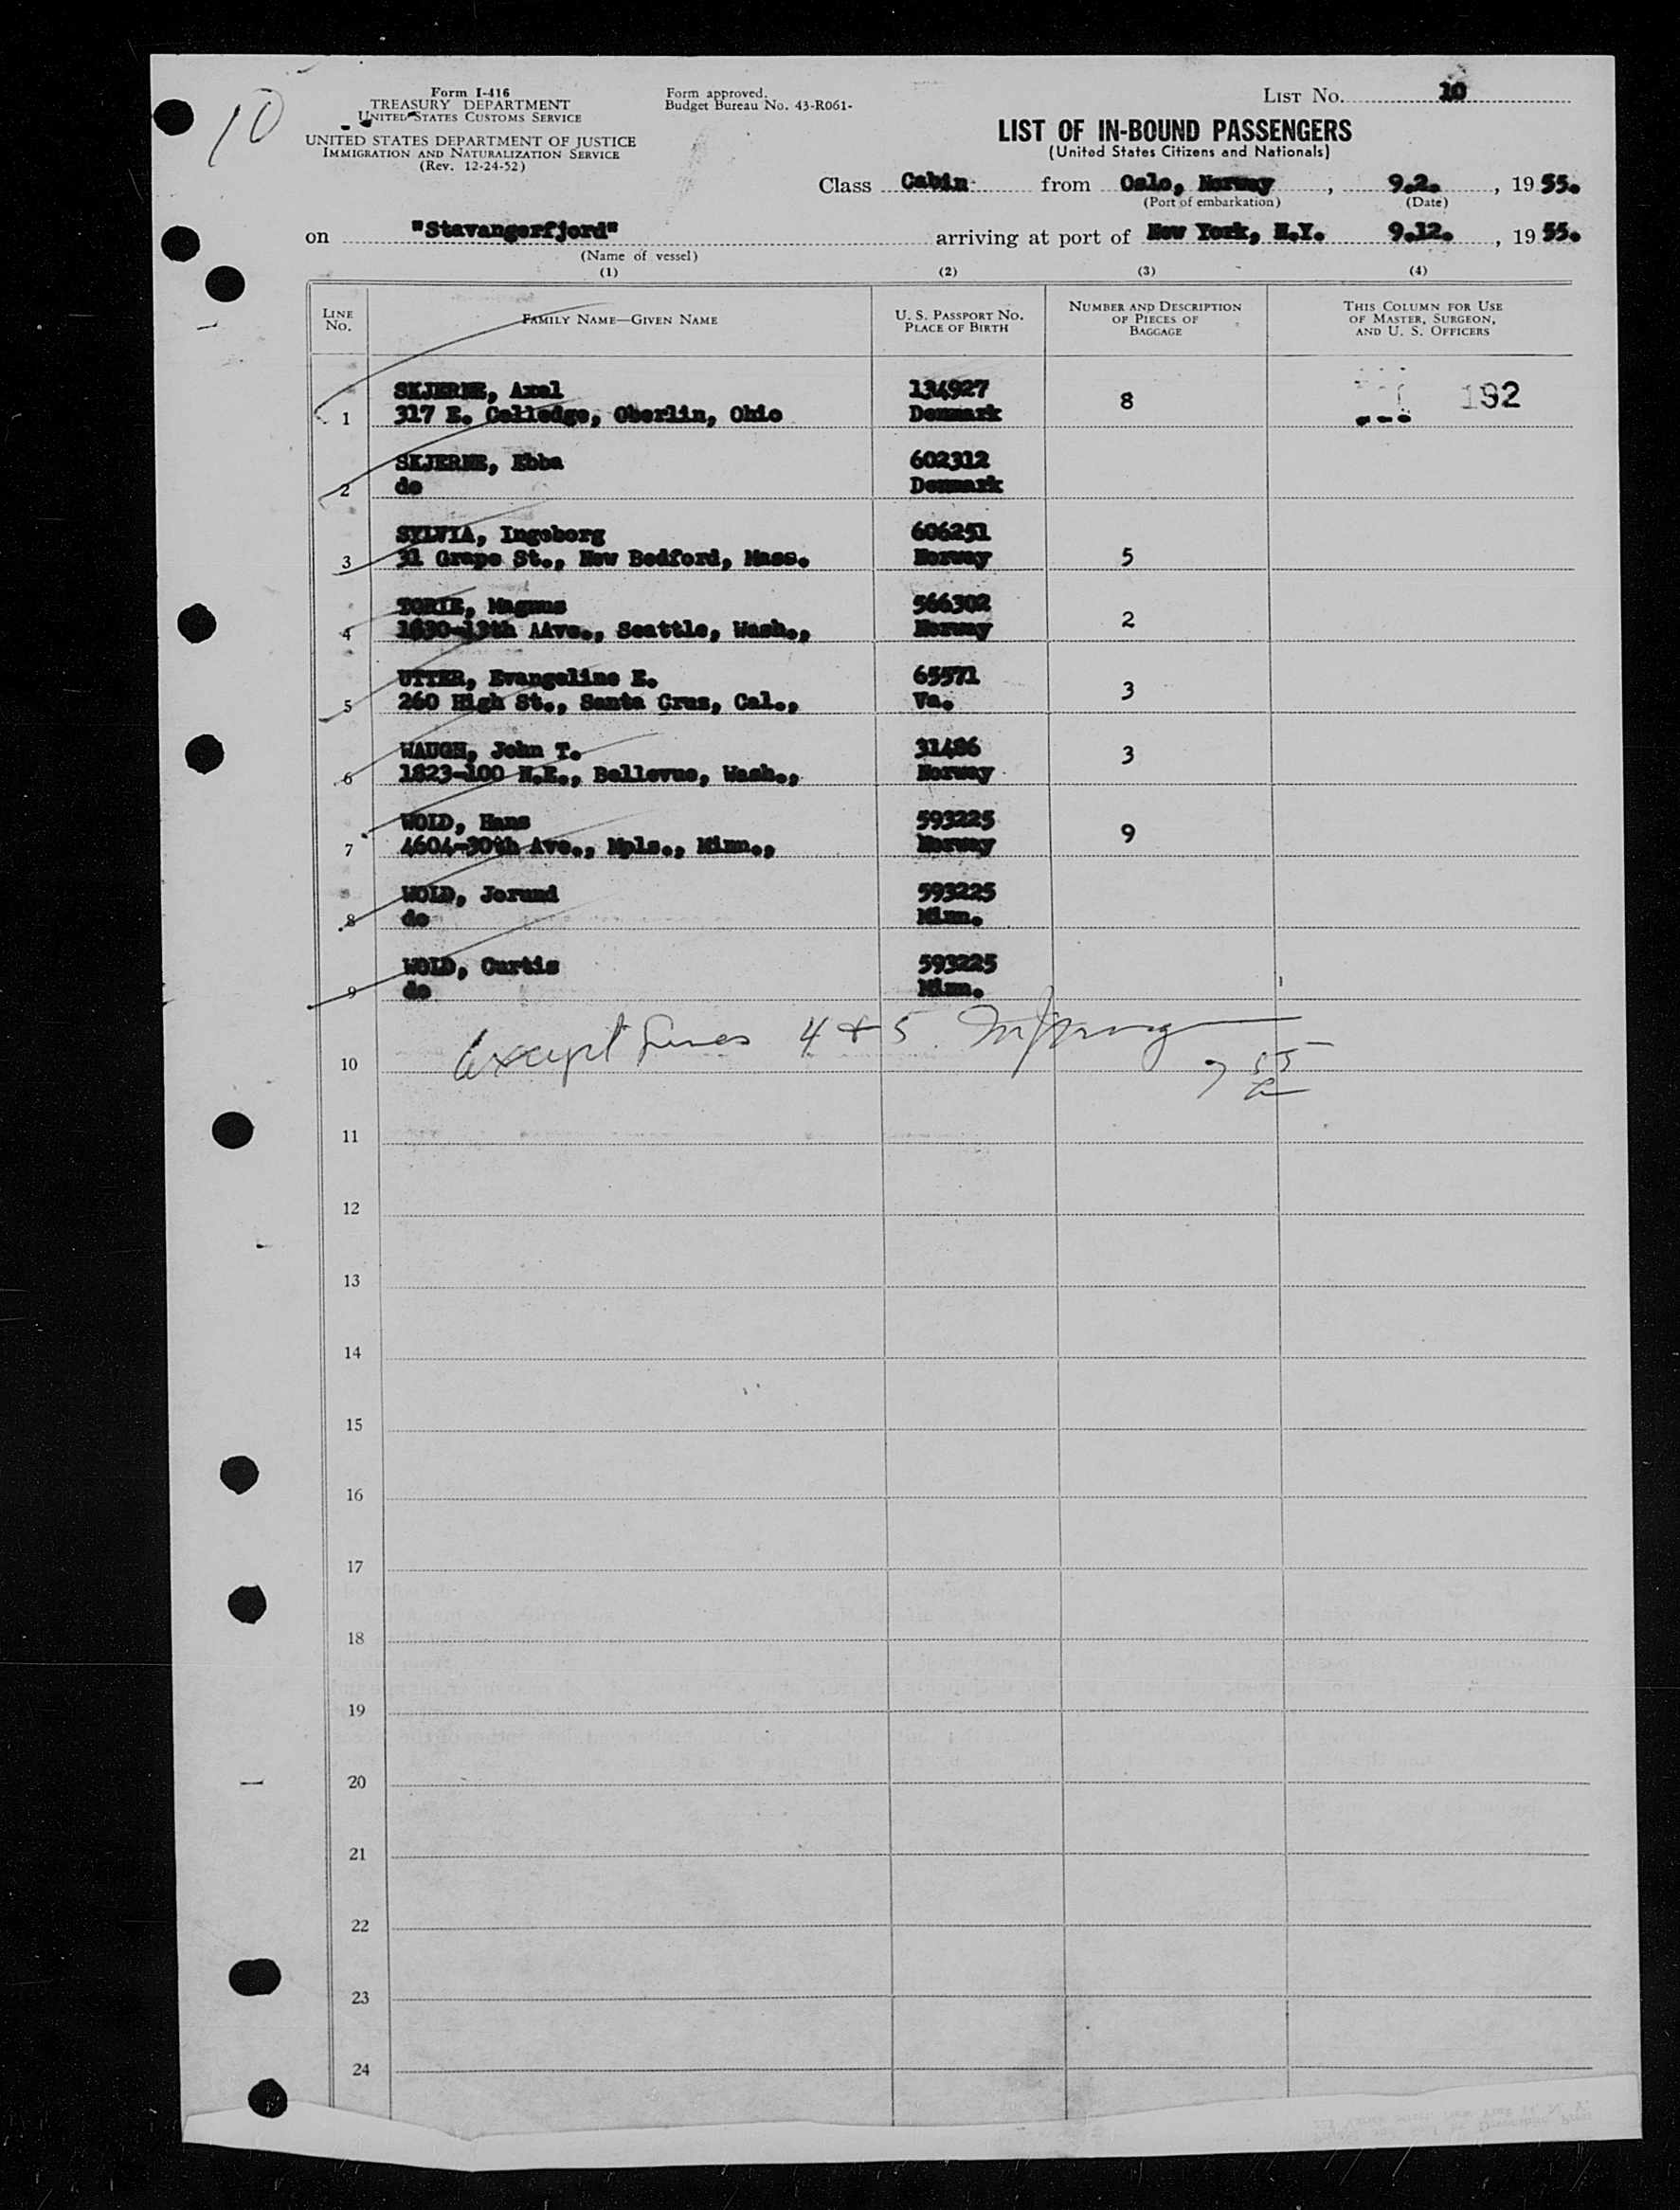 10
Form I-416
TREASURY DEPARTMENT
UNITED STATES CUSTOMS SERVICE
UNITED STATES DEPARTMENT OF JUSTICE
IMMIGRATION AND NATURALIZATION SERVICE
(Rev. 12-24-52)
Form approved.
Budget Bureau No. 43-R061-
LIST No. 10
LIST OF IN-BOUND PASSENGERS
(United States Citizens and Nationals)
Class Cabin from Oslo, Norway, 9.2., 1955.
(Port of embarkation) (Date)
on "Stavangerfjord" arriving at port of New York, N.Y. 9.12., 1955.
(Name of vessel)
(1) (2) (3) (4)
LINE No. FAMILY NAME—GIVEN NAME U. S. PASSPORT No. PLACE OF BIRTH NUMBER AND DESCRIPTION OF PIECES OF BAGGAGE THIS COLUMN FOR USE OF MASTER, SURGEON, AND U. S. OFFICERS
SKJERNE, Axel 134927 8 192
1 317 E. Colledge, Oberlin, Ohio Denmark
SKJERNE, Ebba 602312
2 do Denmark
SYLVIA, Ingeborg 606251
3 31 Grape St., New Bedford, Mass. Norway 5
TORIE, Magnus 566302 2
4 1830-13th AAve., Seattle, Wash., Norway
UTTER, Evangeline E. 65571 3
5 260 High St., Santa Cruz, Cal., Va.
WAUGH, John T. 31486 3
6 1823-100 N.E., Bellevue, Wash., Norway
WOLD, Hans 593225 9
7 4604-30th Ave., Mpls., Minn., Norway
WOLD, Jorund 593225
8 do Minn.
WOLD, Curtis 593225
9 do Minn.
except lines 4 + 5
10
11
12
13
14
15
16
17
18
19
20
21
22
23
24